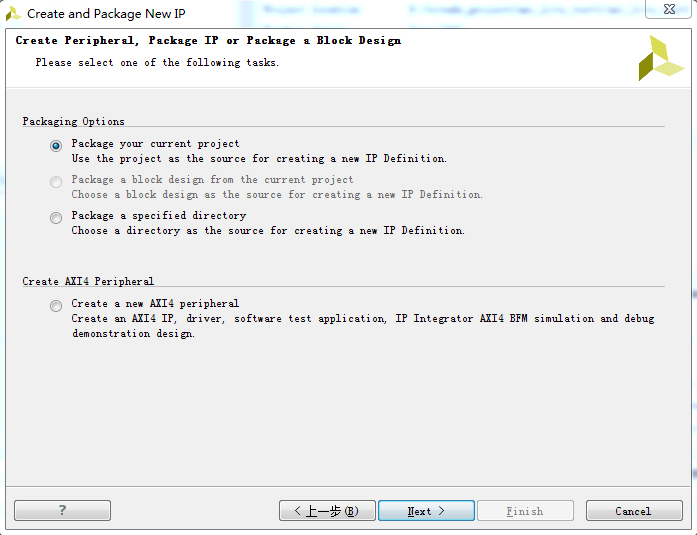 Create and Package New IP
Create Peripheral, Package IP or Package a Block Design
Please select one of the following tasks.
Packaging Options
Package your current project
Use the project as the source for creating a new IP Definition.
Package a block design from the current project
Choose a block design as the source for creating a new IP Definition.
Package a specified directory
Choose a directory as the source for creating a new IP Definition.
Create AXI4 Peripheral
Create a new AXI4 peripheral
Create an AXI4 IP, driver, software test application, IP Integrator AXI4 BFM simulation and debug
demonstration design.
? < 上一步(B) Next > Finish Cancel